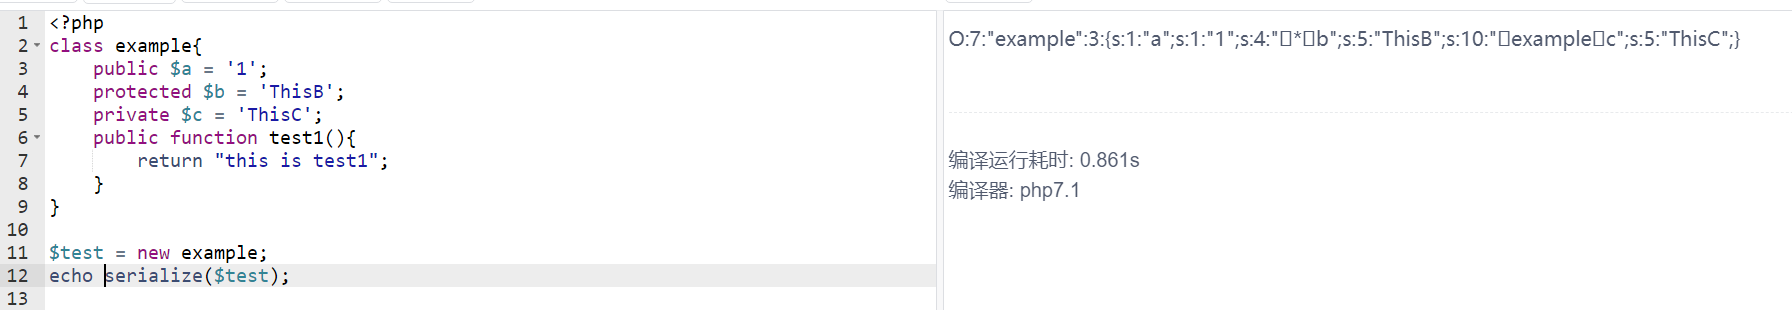 1 <?php
2 class example{
3     public $a = '1';
4     protected $b = 'ThisB';
5     private $c = 'ThisC';
6     public function test1(){
7         return "this is test1";
8     }
9 }
10
11 $test = new example;
12 echo serialize($test);
13
O:7:"example":3:{s:1:"a";s:1:"1";s:4:"▯*▯b";s:5:"ThisB";s:10:"▯example▯c";s:5:"ThisC";}
编译运行耗时: 0.861s
编译器: php7.1